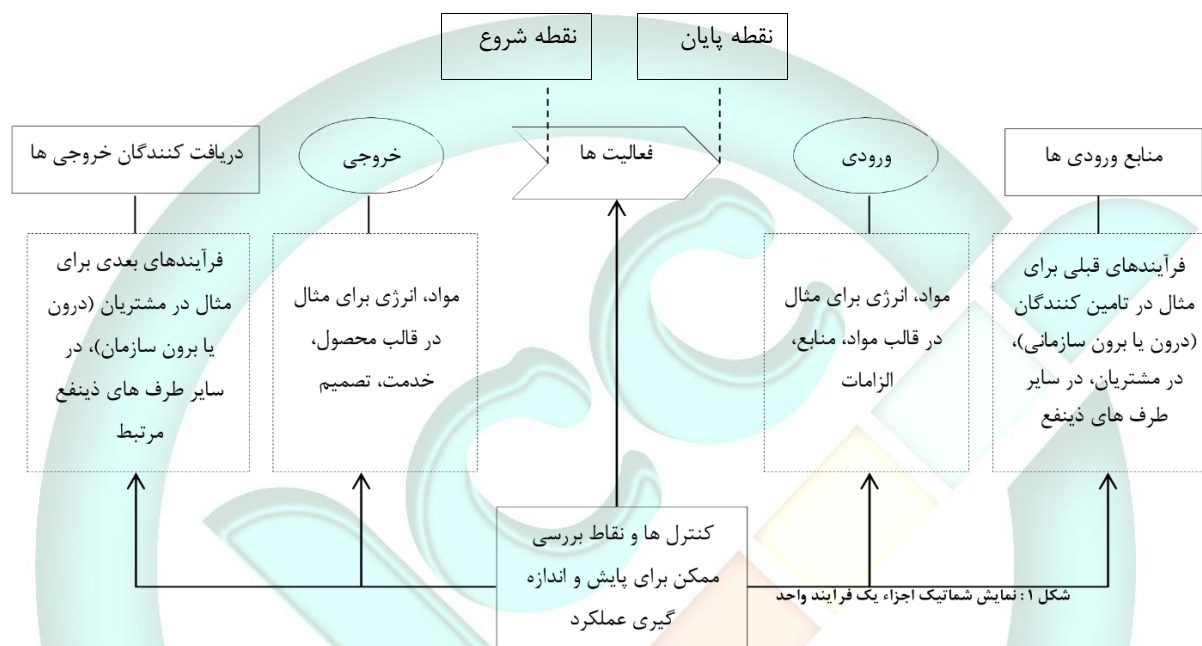 نقطه شروع
نقطه پایان
منابع ورودی ها
ورودی
فعالیت ها
خروجی
دریافت کنندگان خروجی ها
فرآیندهای قبلی برای
مثال در تامین کنندگان
(درون یا برون سازمانی)،
در مشتریان، در سایر
طرف های ذینفع
مواد، انرژی برای مثال
در قالب مواد، منابع،
الزامات
مواد، انرژی برای مثال
در قالب محصول،
خدمت، تصمیم
فرآیندهای بعدی برای
مثال در مشتریان (درون
یا برون سازمان)، در
سایر طرف های ذینفع
مرتبط
کنترل ها و نقاط بررسی
ممکن برای پایش و اندازه
گیری عملکرد
شکل ۱ : نمایش شماتیک اجزاء یک فرآیند واحد